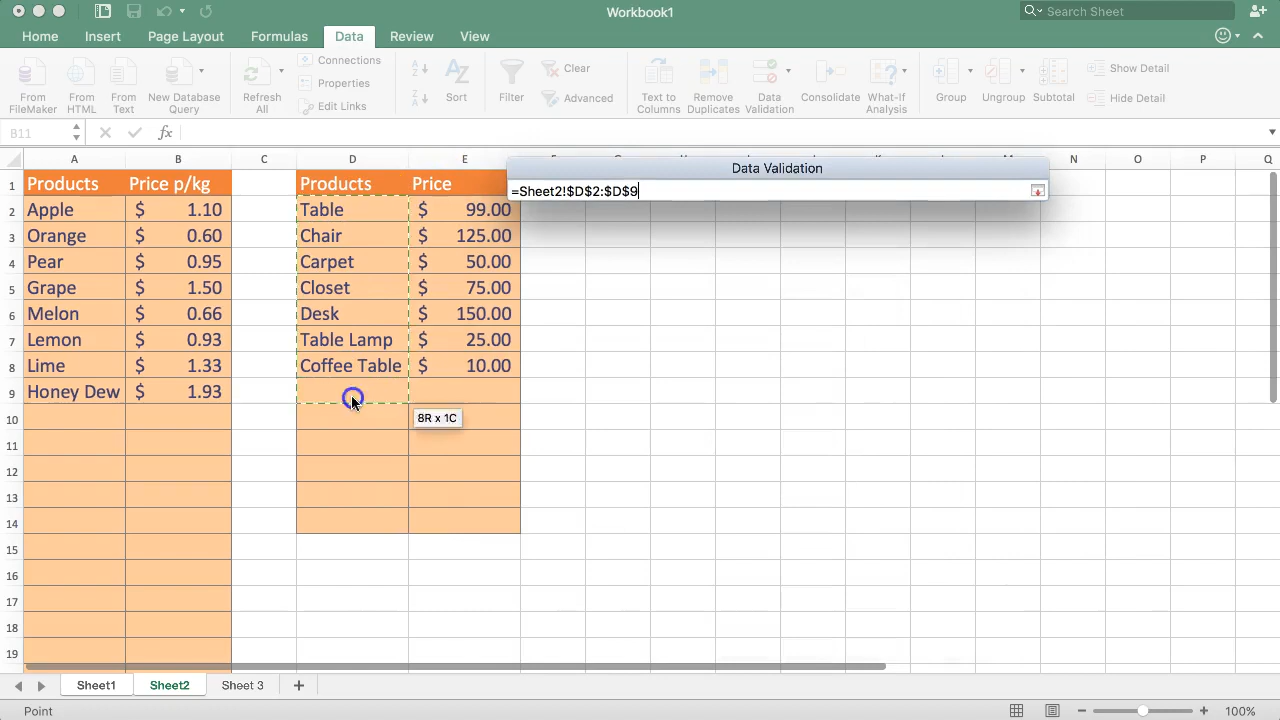 Workbook1
Search Sheet
Home Insert Page Layout Formulas Data Review View
Connections
Properties
Edit Links
From FileMaker
From HTML
From Text
New Database Query
Refresh All
Sort
Filter
Clear
Advanced
Text to Columns
Remove Duplicates
Data Validation
Consolidate
What-If Analysis
Group
Ungroup
Subtotal
Show Detail
Hide Detail
B11
fx
Data Validation
=Sheet2!$D$2:$D$9
A B C D E N O P Q
1 Products Price p/kg Products Price
2 Apple $ 1.10 Table $ 99.00
3 Orange $ 0.60 Chair $ 125.00
4 Pear $ 0.95 Carpet $ 50.00
5 Grape $ 1.50 Closet $ 75.00
6 Melon $ 0.66 Desk $ 150.00
7 Lemon $ 0.93 Table Lamp $ 25.00
8 Lime $ 1.33 Coffee Table $ 10.00
9 Honey Dew $ 1.93
10
8R x 1C
11
12
13
14
15
16
17
18
19
Sheet1 Sheet2 Sheet 3
Point
100%